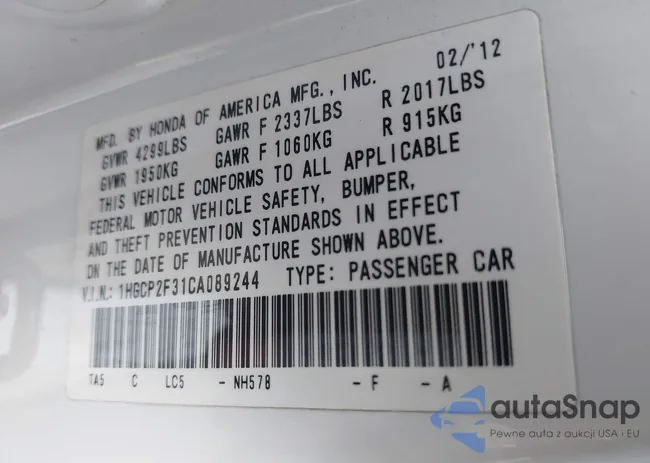 MFD. BY HONDA OF AMERICA MFG., INC. 02/'12
GVWR 4299LBS GAWR F 2337LBS R 2017LBS
GVWR 1950KG GAWR F 1060KG R 915KG
THIS VEHICLE CONFORMS TO ALL APPLICABLE
FEDERAL MOTOR VEHICLE SAFETY, BUMPER,
AND THEFT PREVENTION STANDARDS IN EFFECT
ON THE DATE OF MANUFACTURE SHOWN ABOVE.
V.I.N.: 1HGCP2F31CA089244 TYPE: PASSENGER CAR
TA5 C LC5 - NH578 - F - A
autaSnap
Pewne auta z aukcji USA i EU